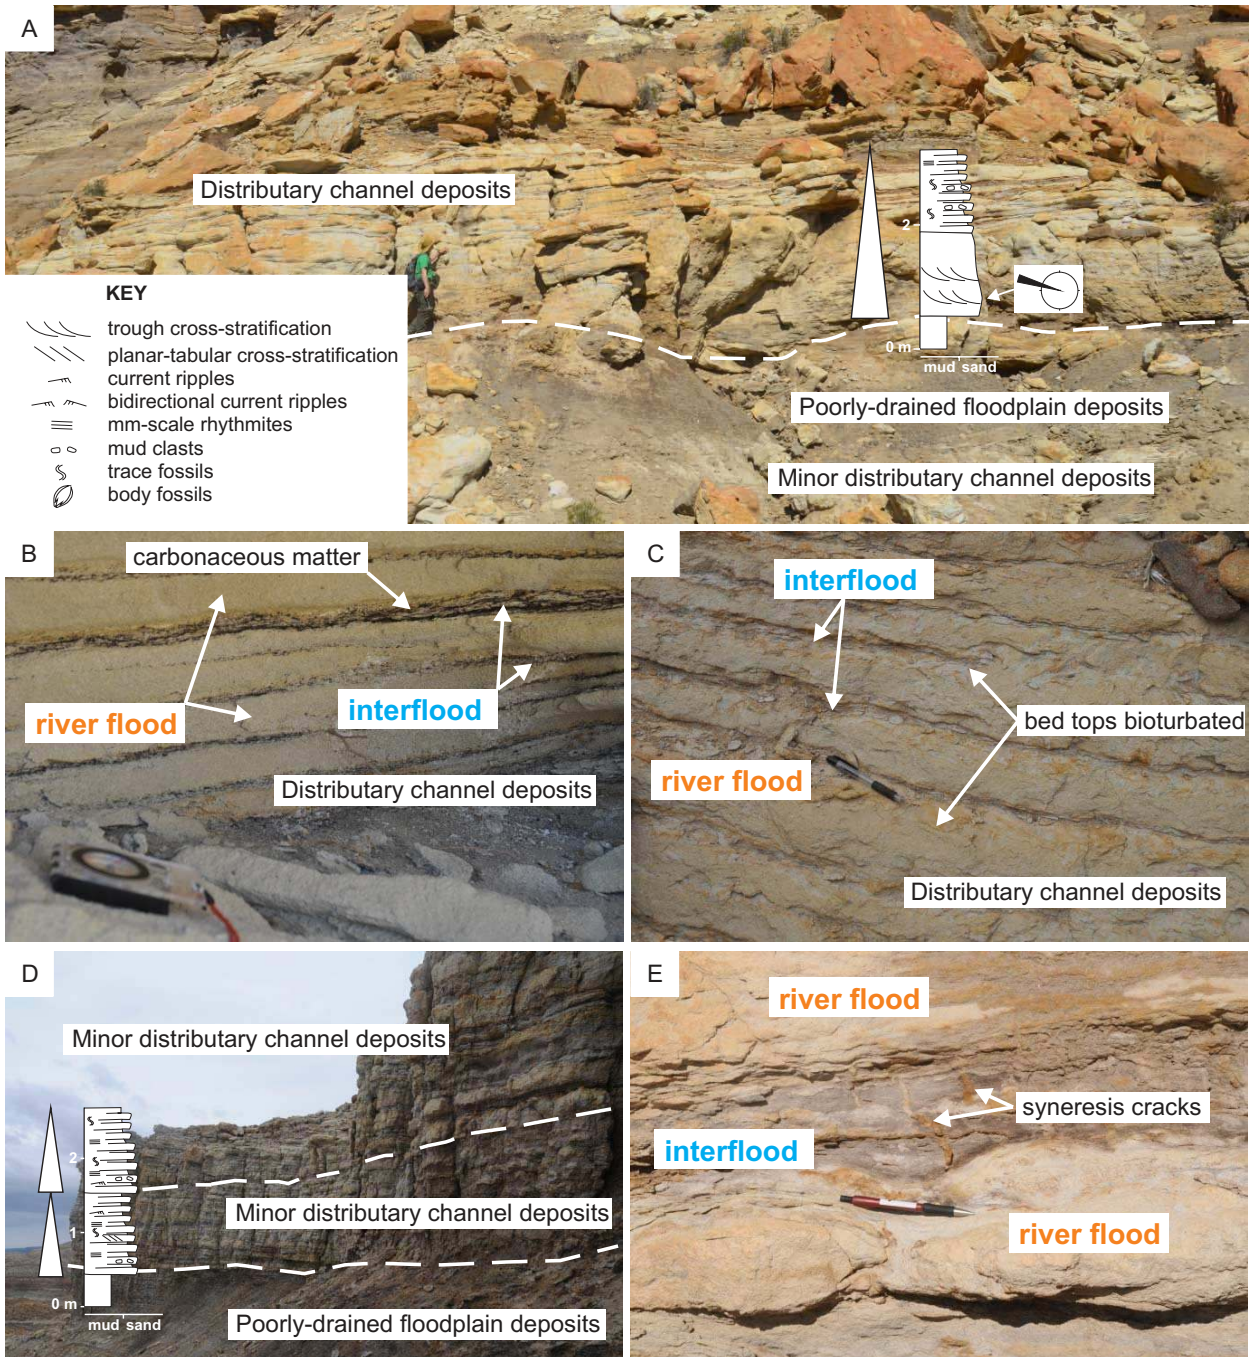 A
Distributary channel deposits
2
0 m
mud sand
Poorly-drained floodplain deposits
Minor distributary channel deposits
KEY
trough cross-stratification
planar-tabular cross-stratification
current ripples
bidirectional current ripples
mm-scale rhythmites
mud clasts
trace fossils
body fossils
B
carbonaceous matter
river flood
interflood
Distributary channel deposits
C
interflood
bed tops bioturbated
river flood
Distributary channel deposits
D
Minor distributary channel deposits
2
1
0 m
mud sand
Minor distributary channel deposits
Poorly-drained floodplain deposits
E
river flood
syneresis cracks
interflood
river flood